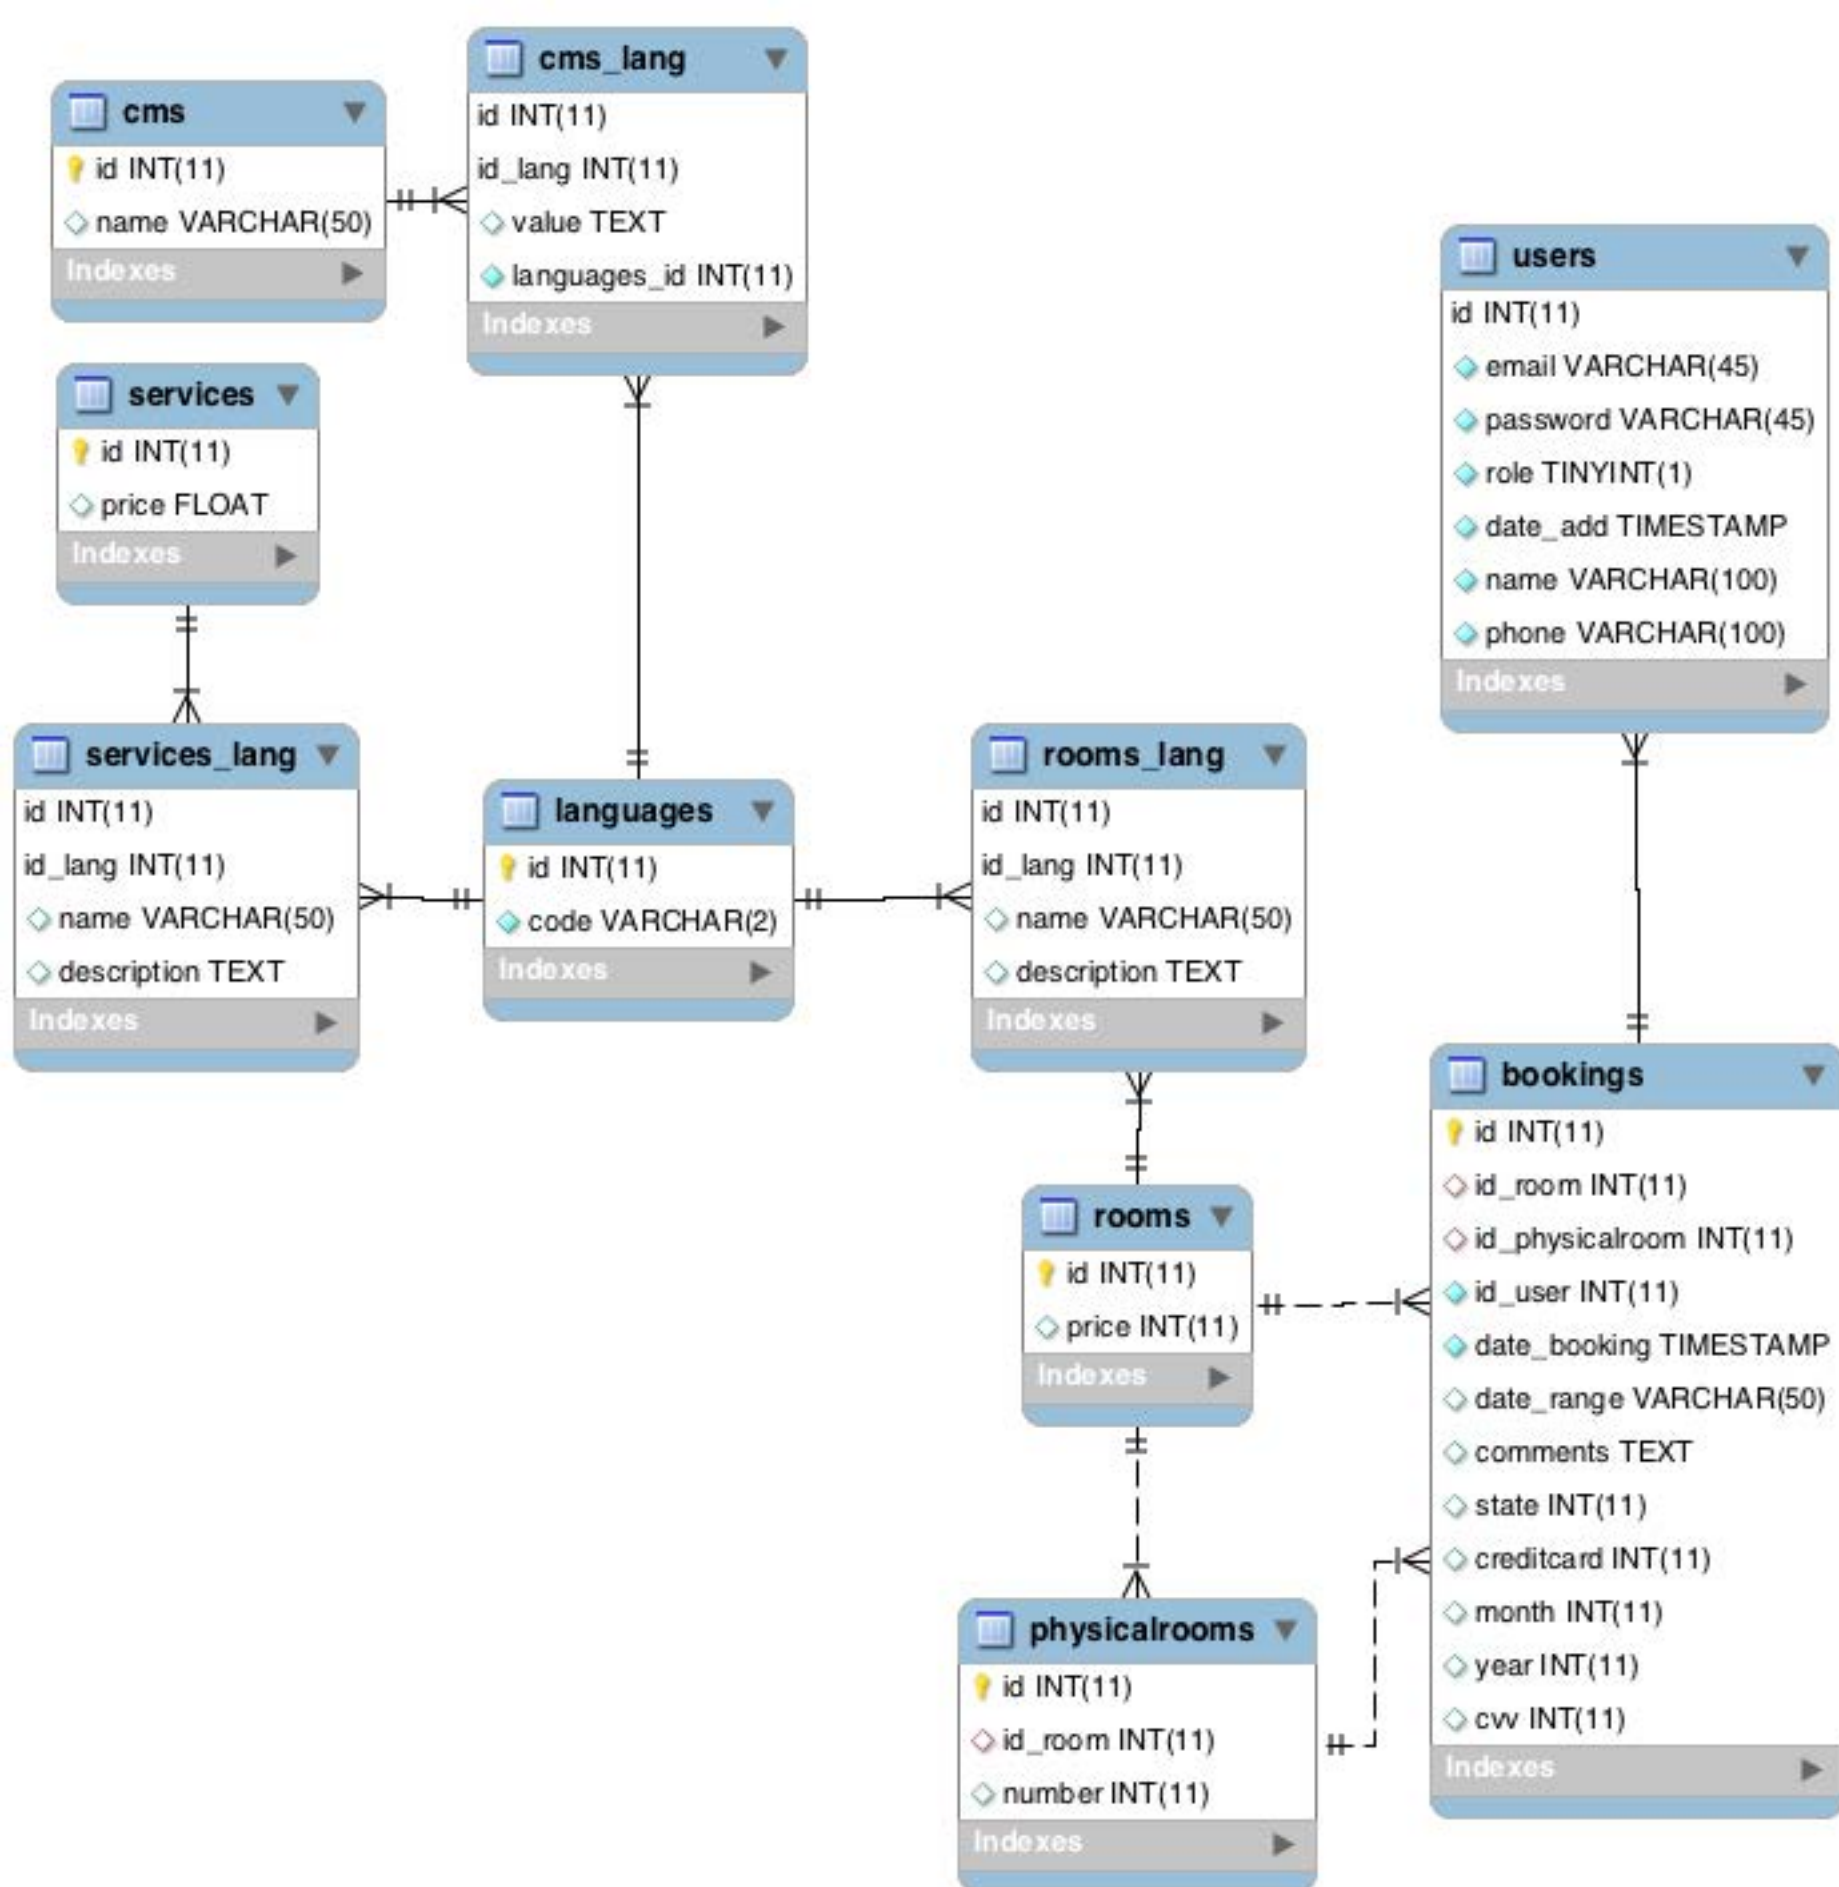 cms
id INT(11)
name VARCHAR(50)
Indexes
cms_lang
id INT(11)
id_lang INT(11)
value TEXT
languages_id INT(11)
Indexes
services
id INT(11)
price FLOAT
Indexes
users
id INT(11)
email VARCHAR(45)
password VARCHAR(45)
role TINYINT(1)
date_add TIMESTAMP
name VARCHAR(100)
phone VARCHAR(100)
Indexes
services_lang
id INT(11)
id_lang INT(11)
name VARCHAR(50)
description TEXT
Indexes
languages
id INT(11)
code VARCHAR(2)
Indexes
rooms_lang
id INT(11)
id_lang INT(11)
name VARCHAR(50)
description TEXT
Indexes
rooms
id INT(11)
price INT(11)
Indexes
bookings
id INT(11)
id_room INT(11)
id_physicalroom INT(11)
id_user INT(11)
date_booking TIMESTAMP
date_range VARCHAR(50)
comments TEXT
state INT(11)
creditcard INT(11)
month INT(11)
year INT(11)
cvv INT(11)
Indexes
physicalrooms
id INT(11)
id_room INT(11)
number INT(11)
Indexes